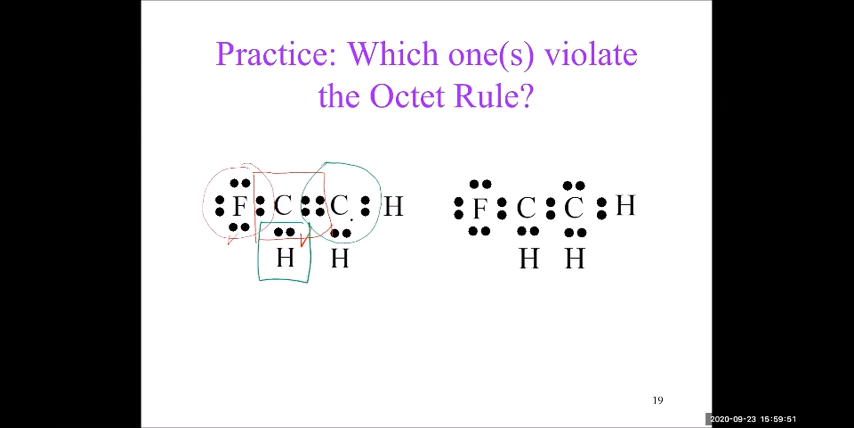 Practice: Which one(s) violate
the Octet Rule?
F C C H
H H
F C C H
H H
19
2020-09-23 15:59:51